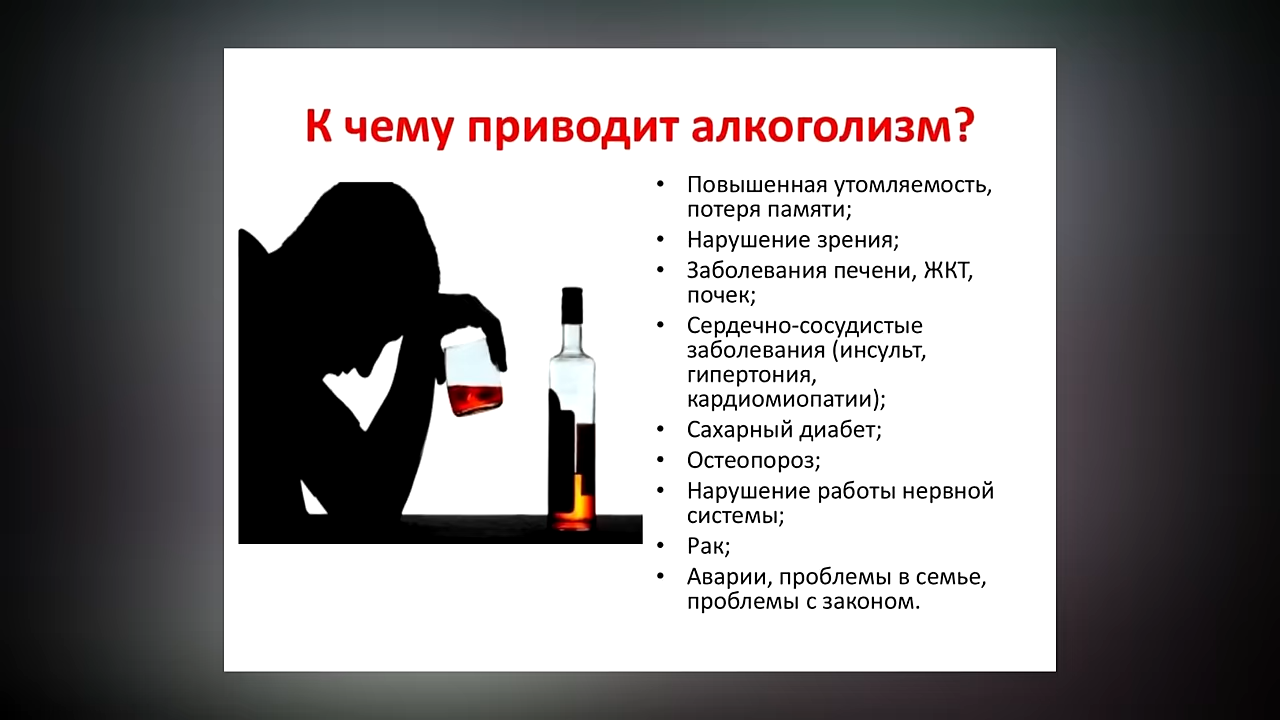 К чему приводит алкоголизм?
• Повышенная утомляемость,
потеря памяти;
• Нарушение зрения;
• Заболевания печени, ЖКТ,
почек;
• Сердечно-сосудистые
заболевания (инсульт,
гипертония,
кардиомиопатии);
• Сахарный диабет;
• Остеопороз;
• Нарушение работы нервной
системы;
• Рак;
• Аварии, проблемы в семье,
проблемы с законом.